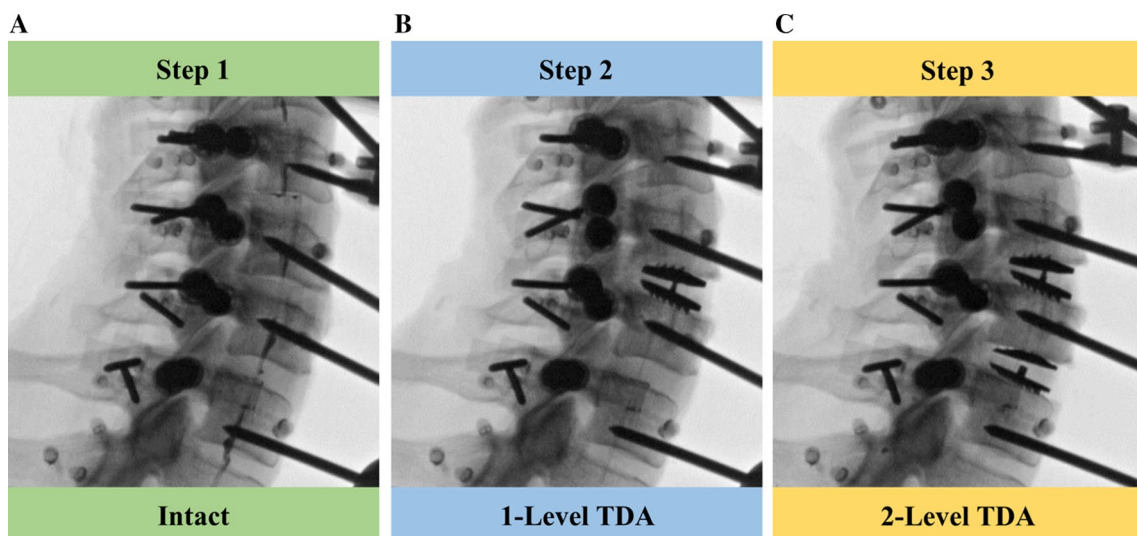 A
B
C
Step 1
Step 2
Step 3
Intact
1-Level TDA
2-Level TDA